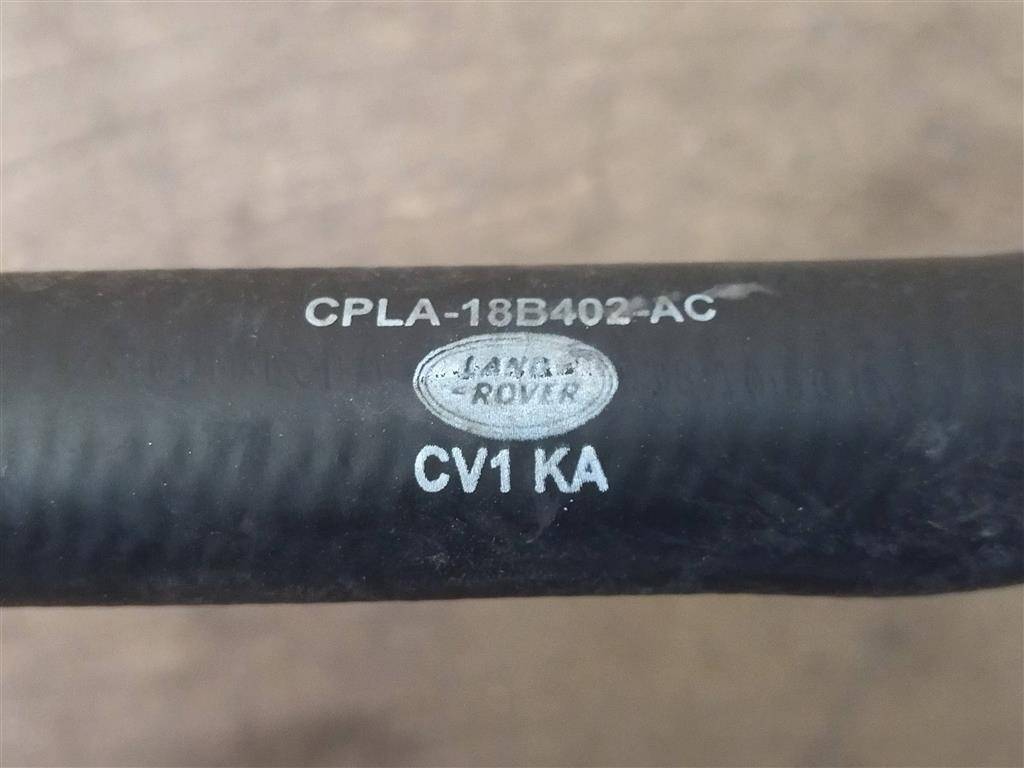 CPLA-18B402-AC
LAND
ROVER
CV1 KA